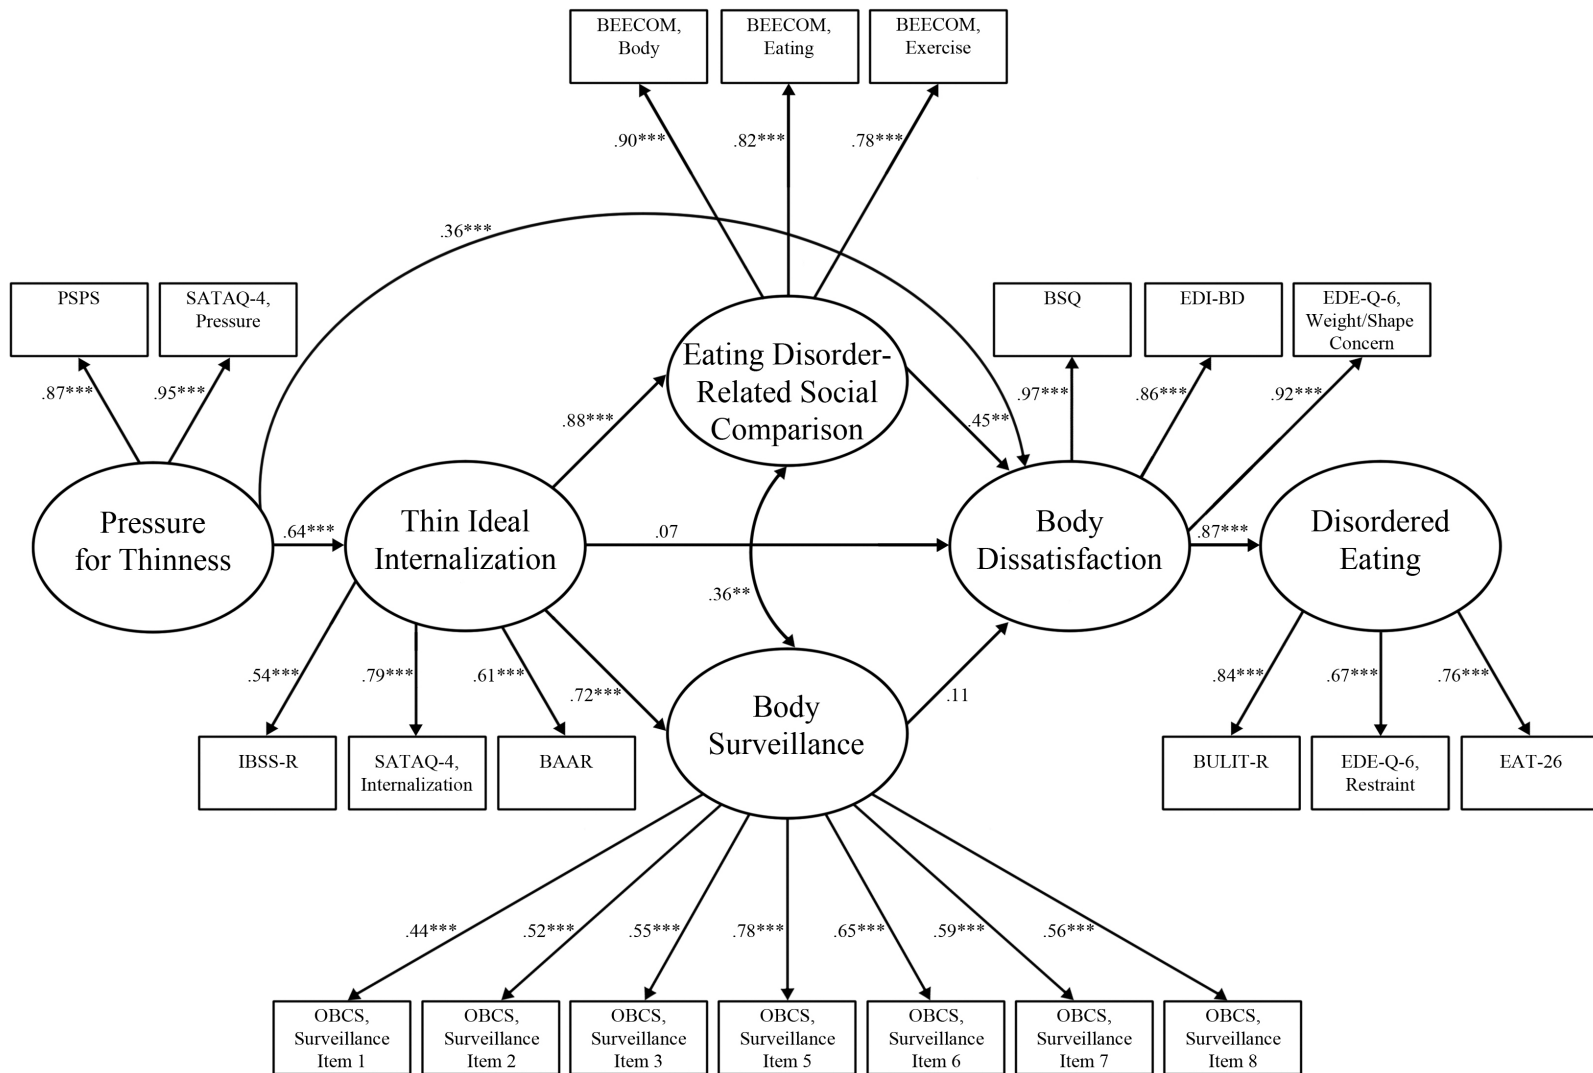 BEECOM,
Body
BEECOM,
Eating
BEECOM,
Exercise
.90***
.82***
.78***
.36***
PSPS
SATAQ-4,
Pressure
BSQ
EDI-BD
EDE-Q-6,
Weight/Shape
Concern
.87***
.95***
Eating Disorder-
Related Social
Comparison
.88***
.45**
.97***
.86***
.92***
Pressure
for Thinness
.64***
Thin Ideal
Internalization
.07
.36**
Body
Dissatisfaction
.87***
Disordered
Eating
.54***
.79***
.61***
.72***
Body
Surveillance
.11
.84***
.67***
.76***
IBSS-R
SATAQ-4,
Internalization
BAAR
BULIT-R
EDE-Q-6,
Restraint
EAT-26
.44***
.52***
.55***
.78***
.65***
.59***
.56***
OBCS,
Surveillance
Item 1
OBCS,
Surveillance
Item 2
OBCS,
Surveillance
Item 3
OBCS,
Surveillance
Item 5
OBCS,
Surveillance
Item 6
OBCS,
Surveillance
Item 7
OBCS,
Surveillance
Item 8